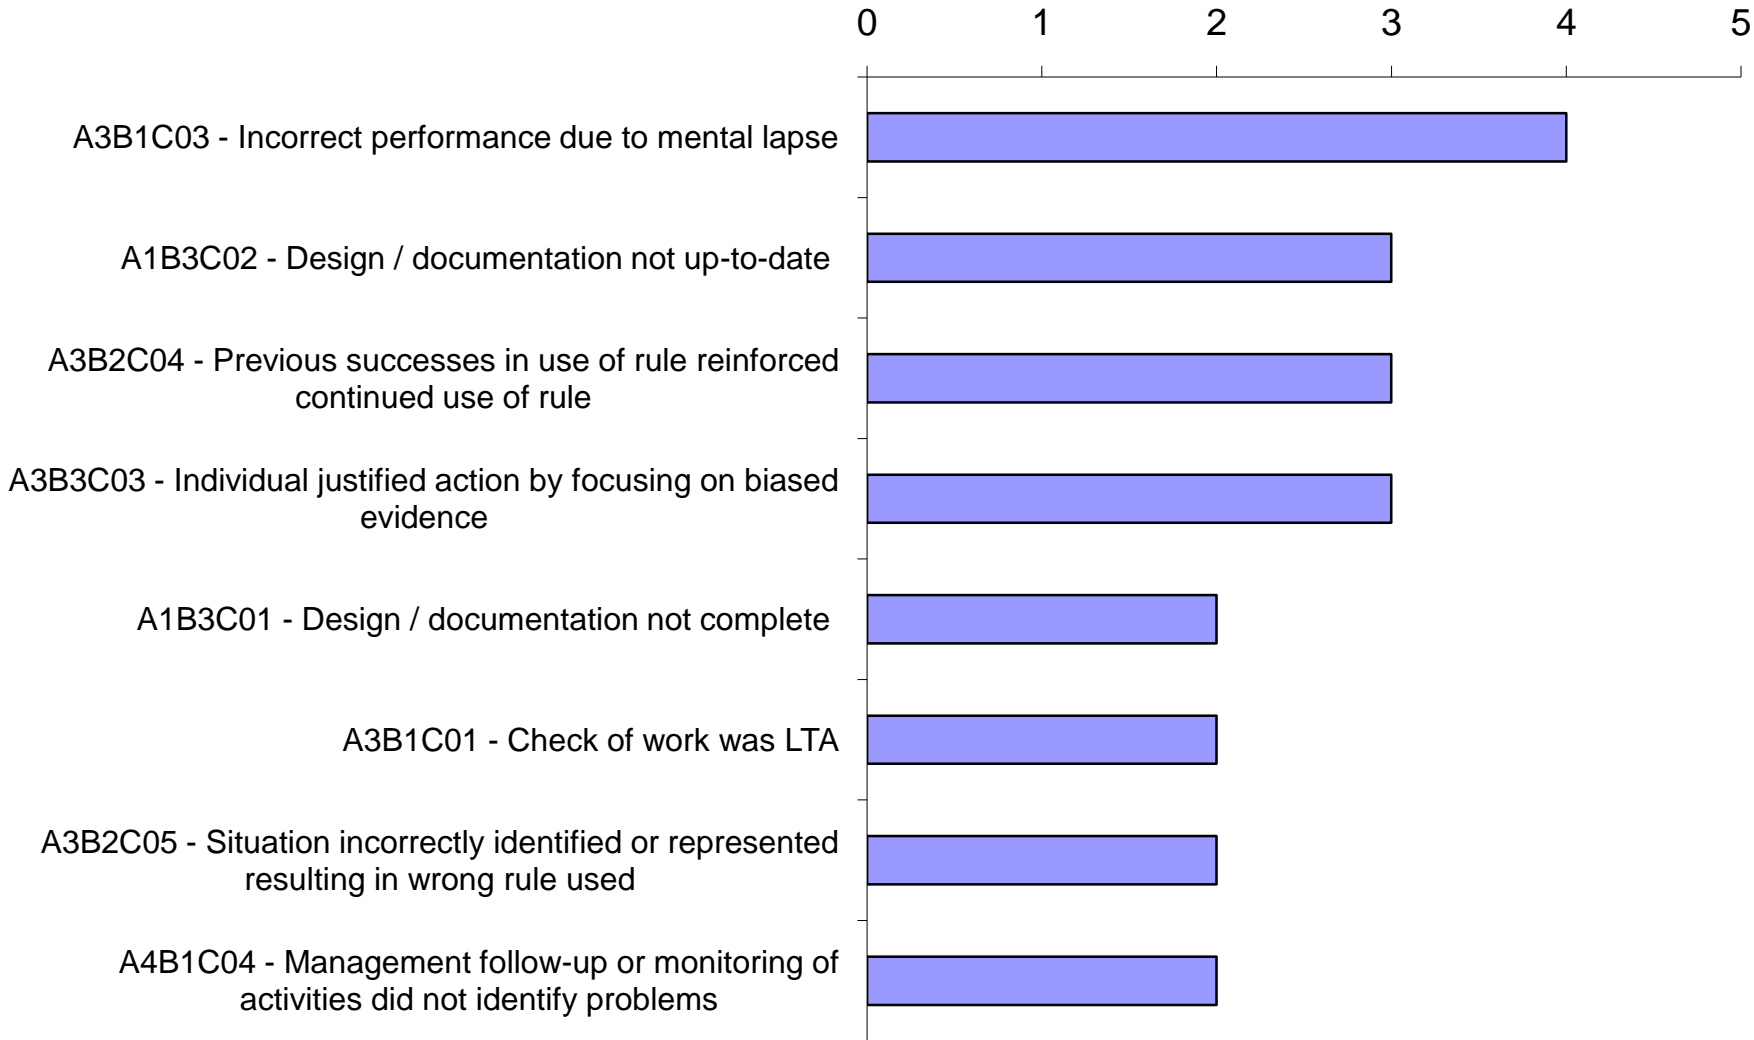 0 1 2 3 4 5
A3B1C03 - Incorrect performance due to mental lapse
A1B3C02 - Design / documentation not up-to-date
A3B2C04 - Previous successes in use of rule reinforced
continued use of rule
A3B3C03 - Individual justified action by focusing on biased
evidence
A1B3C01 - Design / documentation not complete
A3B1C01 - Check of work was LTA
A3B2C05 - Situation incorrectly identified or represented
resulting in wrong rule used
A4B1C04 - Management follow-up or monitoring of
activities did not identify problems